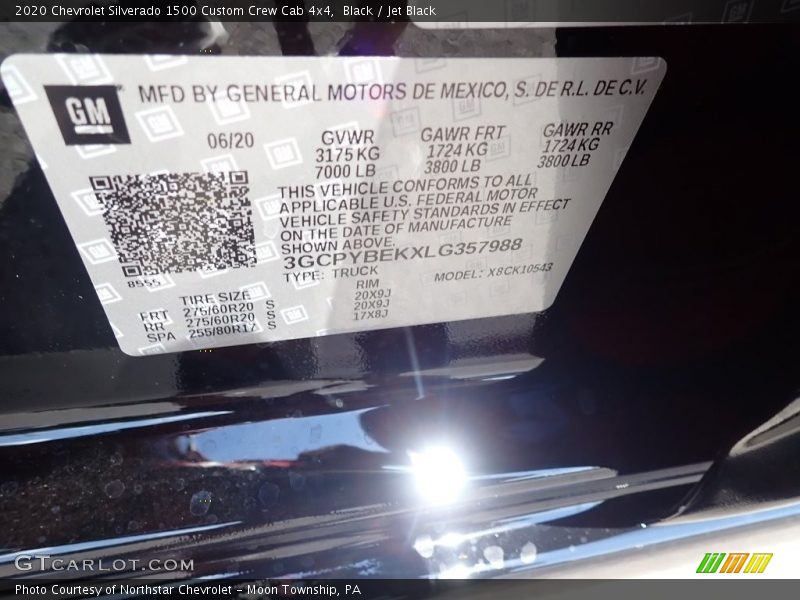 2020 Chevrolet Silverado 1500 Custom Crew Cab 4x4, Black / Jet Black
GM
MFD BY GENERAL MOTORS DE MEXICO, S. DE R.L. DE C.V.
06/20
GVWR GAWR FRT GAWR RR
3175 KG 1724 KG 1724 KG
7000 LB 3800 LB 3800 LB
THIS VEHICLE CONFORMS TO ALL
APPLICABLE U.S. FEDERAL MOTOR
VEHICLE SAFETY STANDARDS IN EFFECT
ON THE DATE OF MANUFACTURE
SHOWN ABOVE.
3GCPYBEKXLG357988
8555
TYPE: TRUCK MODEL: X8CK10543
TIRE SIZE RIM
FRT 275/60R20 S 20X9J
RR 275/60R20 S 20X9J
SPA 255/80R17 S 17X8J
GTcarlot.com
Photo Courtesy of Northstar Chevrolet – Moon Township, PA